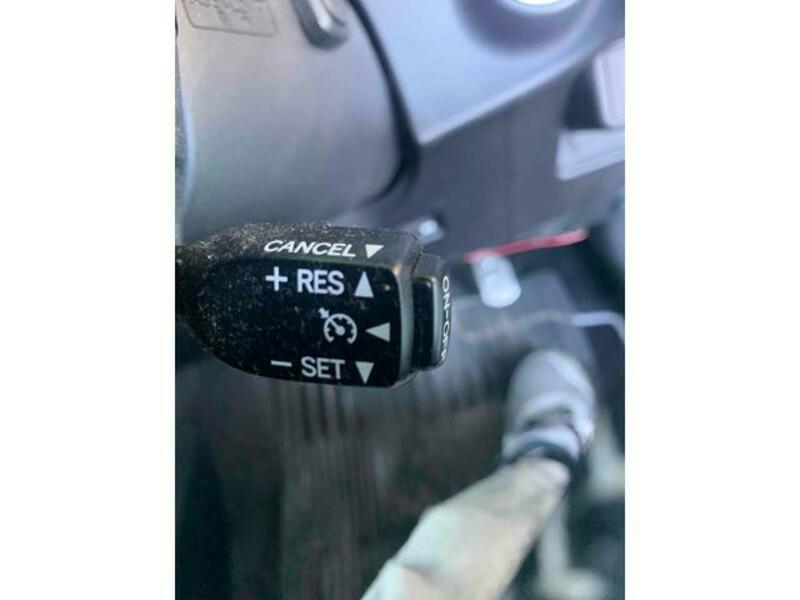 CANCEL ▼
+ RES ▲
◀
− SET ▼
ON-OFF